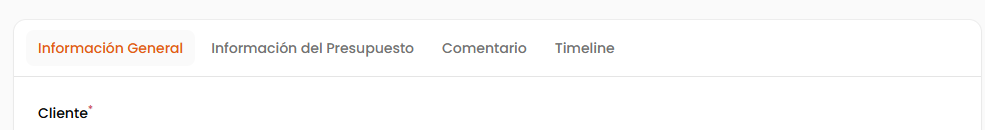 Información General Información del Presupuesto Comentario Timeline
Cliente*